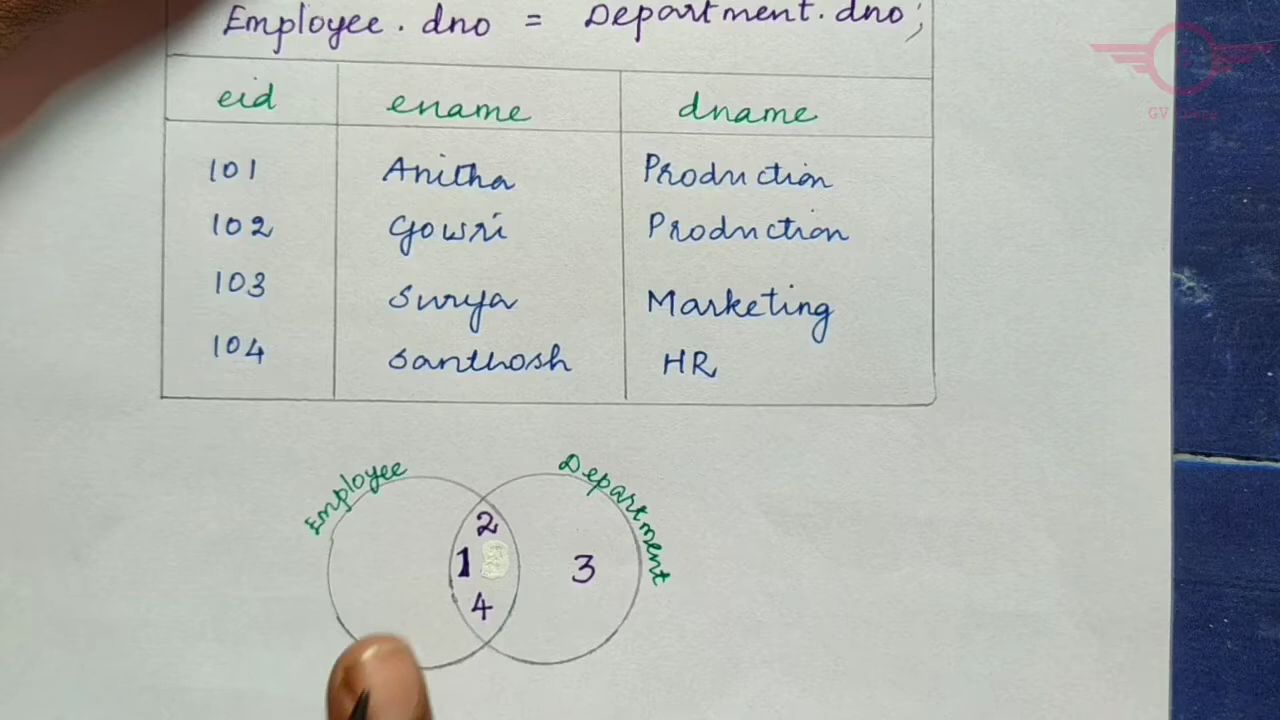 Employee.dno = Department.dno;
eid ename dname
101 Anitha Production
102 Gowri Production
103 Surya Marketing
104 Santhosh HR
Employee Department
2
1 3
4